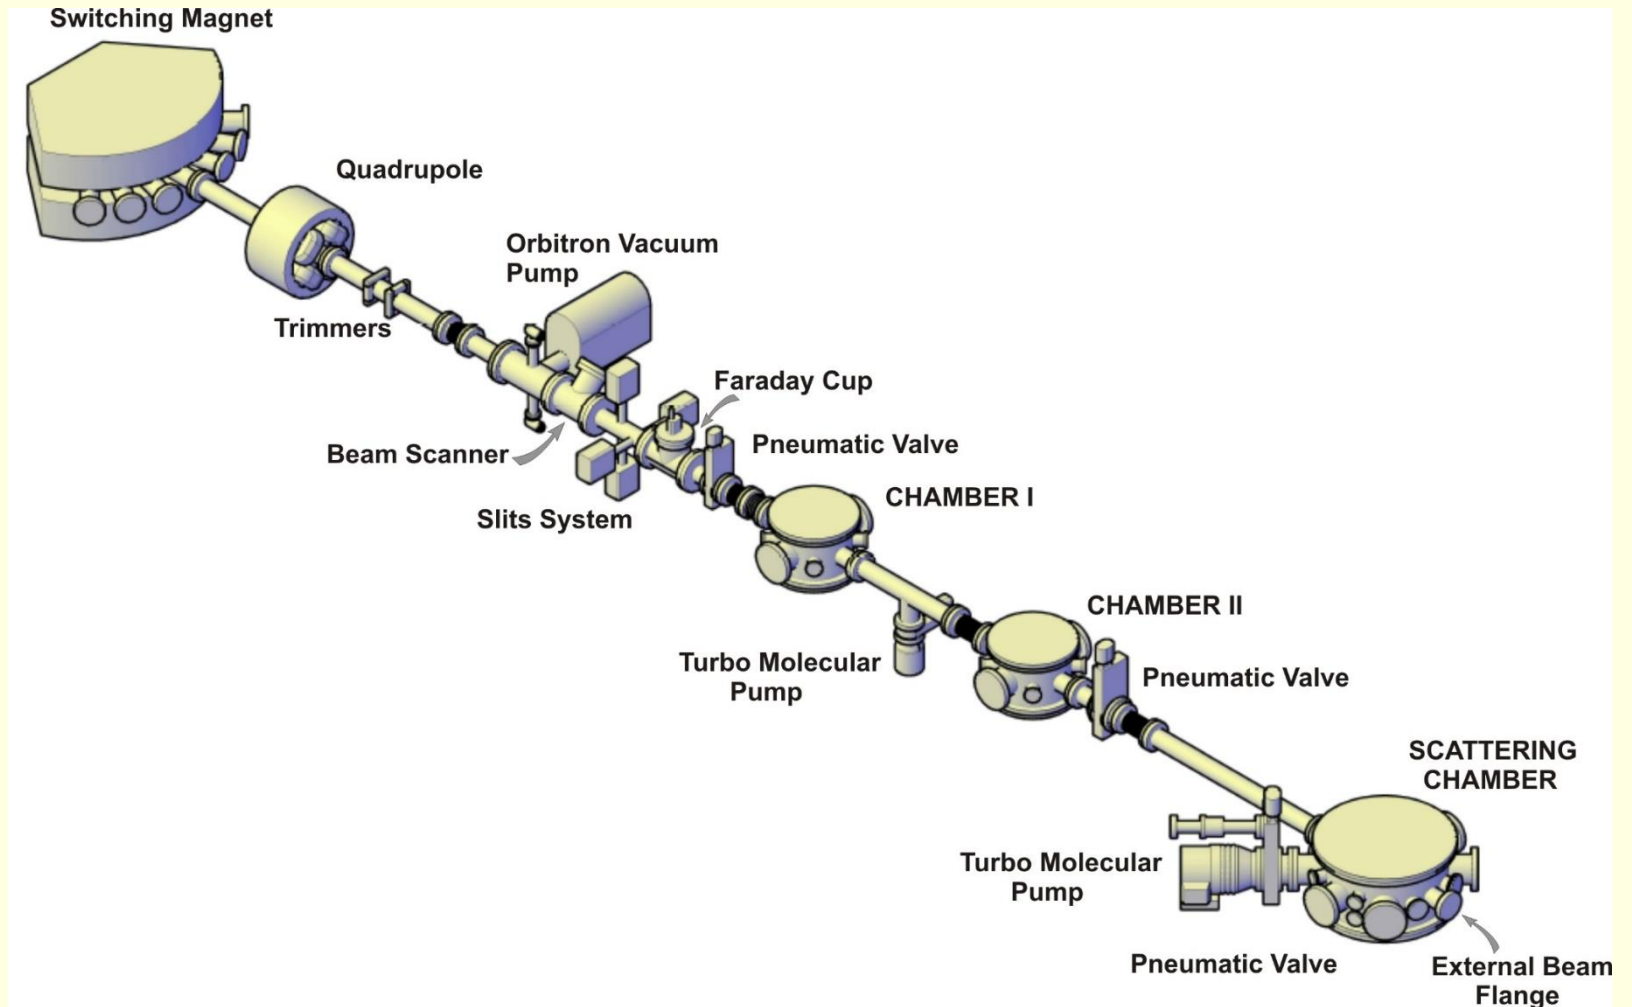 Switching Magnet
Quadrupole
Orbitron Vacuum
Pump
Trimmers
Faraday Cup
Beam Scanner
Pneumatic Valve
Slits System
CHAMBER I
CHAMBER II
Turbo Molecular
Pump
Pneumatic Valve
SCATTERING
CHAMBER
Turbo Molecular
Pump
Pneumatic Valve
External Beam
Flange